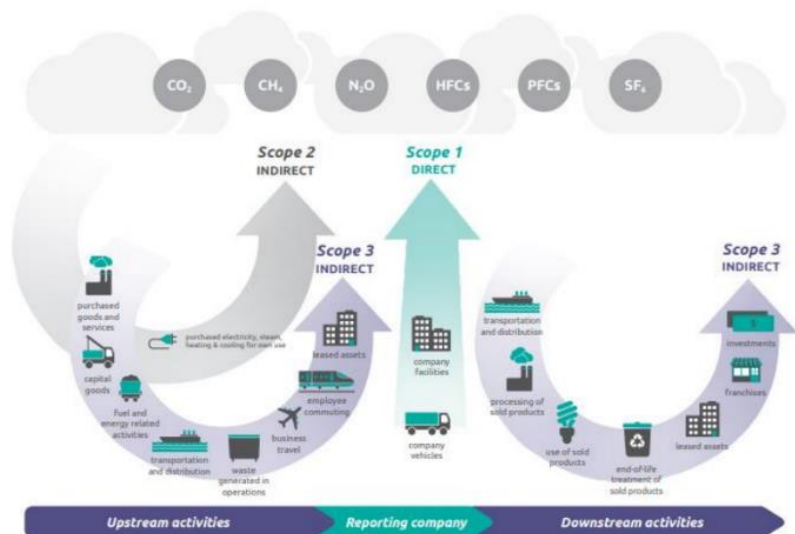 CO₂
CH₄
N₂O
HFCs
PFCs
SF₆
Scope 2
INDIRECT
Scope 1
DIRECT
Scope 3
INDIRECT
Scope 3
INDIRECT
purchased
goods and
services
capital
goods
fuel and
energy related
activities
transportation
and distribution
waste
generated in
operations
business
travel
employee
commuting
leased assets
purchased electricity, steam,
heating & cooling for own use
company
facilities
company
vehicles
transportation
and distribution
processing of
sold products
use of sold
products
end-of-life
treatment of
sold products
leased assets
franchises
investments
$
Upstream activities
Reporting company
Downstream activities